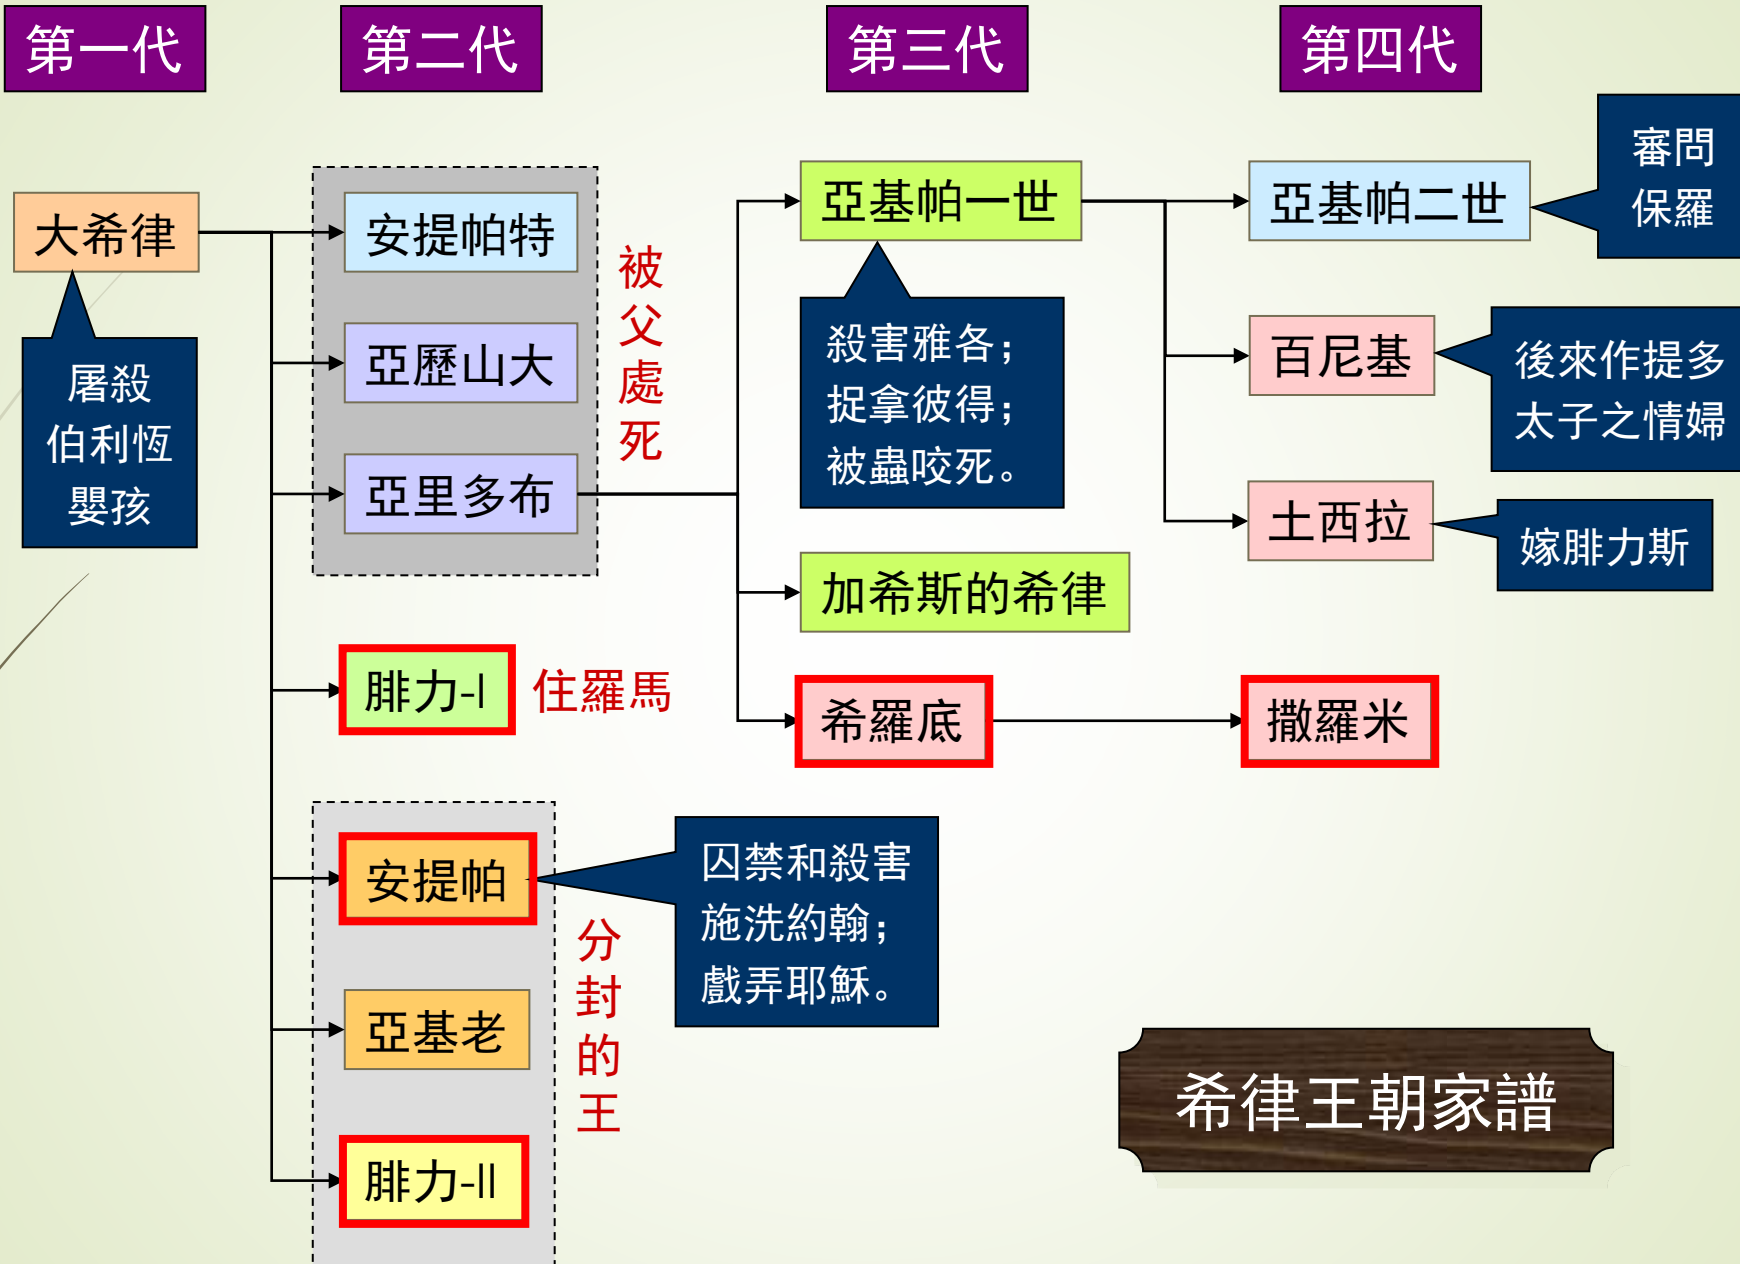 第一代
第二代
第三代
第四代
大希律
屠殺
伯利恆
嬰孩
安提帕特
亞歷山大
亞里多布
被
父
處
死
腓力-I
住羅馬
安提帕
亞基老
腓力-II
分
封
的
王
囚禁和殺害
施洗約翰；
戲弄耶穌。
亞基帕一世
殺害雅各；
捉拿彼得；
被蟲咬死。
加希斯的希律
希羅底
亞基帕二世
審問
保羅
百尼基
後來作提多
太子之情婦
土西拉
嫁腓力斯
撒羅米
希律王朝家譜